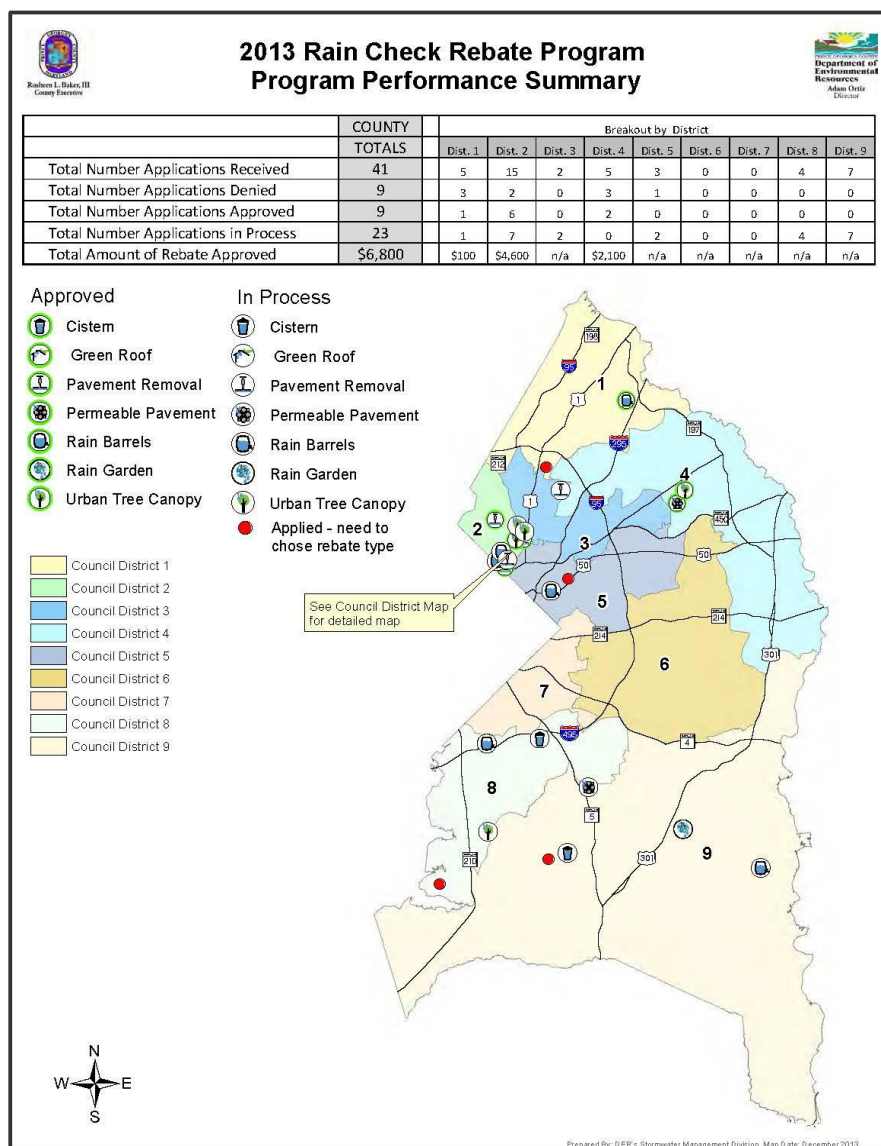 2013 Rain Check Rebate Program
Program Performance Summary
Rushern L. Baker, III
County Executive
PRINCE GEORGE'S COUNTY
Department of
Environmental
Resources
Adam Ortiz
Director
COUNTY Breakout by District
TOTALS Dist. 1 Dist. 2 Dist. 3 Dist. 4 Dist. 5 Dist. 6 Dist. 7 Dist. 8 Dist. 9
Total Number Applications Received 41 5 15 2 5 3 0 0 4 7
Total Number Applications Denied 9 3 2 0 3 1 0 0 0 0
Total Number Applications Approved 9 1 6 0 2 0 0 0 0 0
Total Number Applications in Process 23 1 7 2 0 2 0 0 4 7
Total Amount of Rebate Approved $6,800 $100 $4,600 n/a $2,100 n/a n/a n/a n/a n/a
Approved
Cistern
Green Roof
Pavement Removal
Permeable Pavement
Rain Barrels
Rain Garden
Urban Tree Canopy
In Process
Cistern
Green Roof
Pavement Removal
Permeable Pavement
Rain Barrels
Rain Garden
Urban Tree Canopy
Applied - need to
chose rebate type
Council District 1
Council District 2
Council District 3
Council District 4
Council District 5
Council District 6
Council District 7
Council District 8
Council District 9
198
95
1
1
295
197
212
4
1
95
450
2
3
50
50
See Council District Map
for detailed map
5
214
214
6
301
7
495
4
8
5
210
301
9
N
W E
S
Prepared By: DER's Stormwater Management Division, Map Date: December 2013